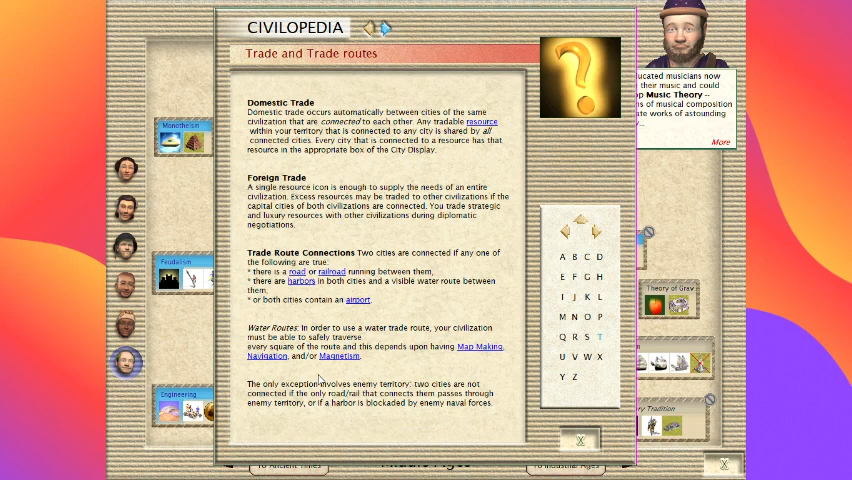 CIVILOPEDIA
Trade and Trade routes
Domestic Trade
Domestic trade occurs automatically between cities of the same
civilization that are connected to each other. Any tradable resource
within your territory that is connected to any city is shared by all
connected cities. Every city that is connected to a resource has that
resource in the appropriate box of the City Display.
Foreign Trade
A single resource icon is enough to supply the needs of an entire
civilization. Excess resources may be traded to other civilizations if the
capital cities of both civilizations are connected. You trade strategic
and luxury resources with other civilizations during diplomatic
negotiations.
Trade Route Connections Two cities are connected if any one of
the following are true:
* there is a road or railroad running between them,
* there are harbors in both cities and a visible water route between
them,
* or both cities contain an airport.
Water Routes: In order to use a water trade route, your civilization
must be able to safely traverse
every square of the route and this depends upon having Map Making,
Navigation, and/or Magnetism.
The only exception involves enemy territory: two cities are not
connected if the only road/rail that connects them passes through
enemy territory, or if a harbor is blockaded by enemy naval forces.
A B C D
E F G H
I J K L
M N O P
Q R S T
U V W X
Y Z
X
Monotheism
Feudalism
Engineering
ucated musicians now
their music and could
p Music Theory --
ns of musical composition
ate works of astounding
More
Theory of Grav
ry Tradition
To Ancient Times
Middle Ages
To Industrial Ages
X